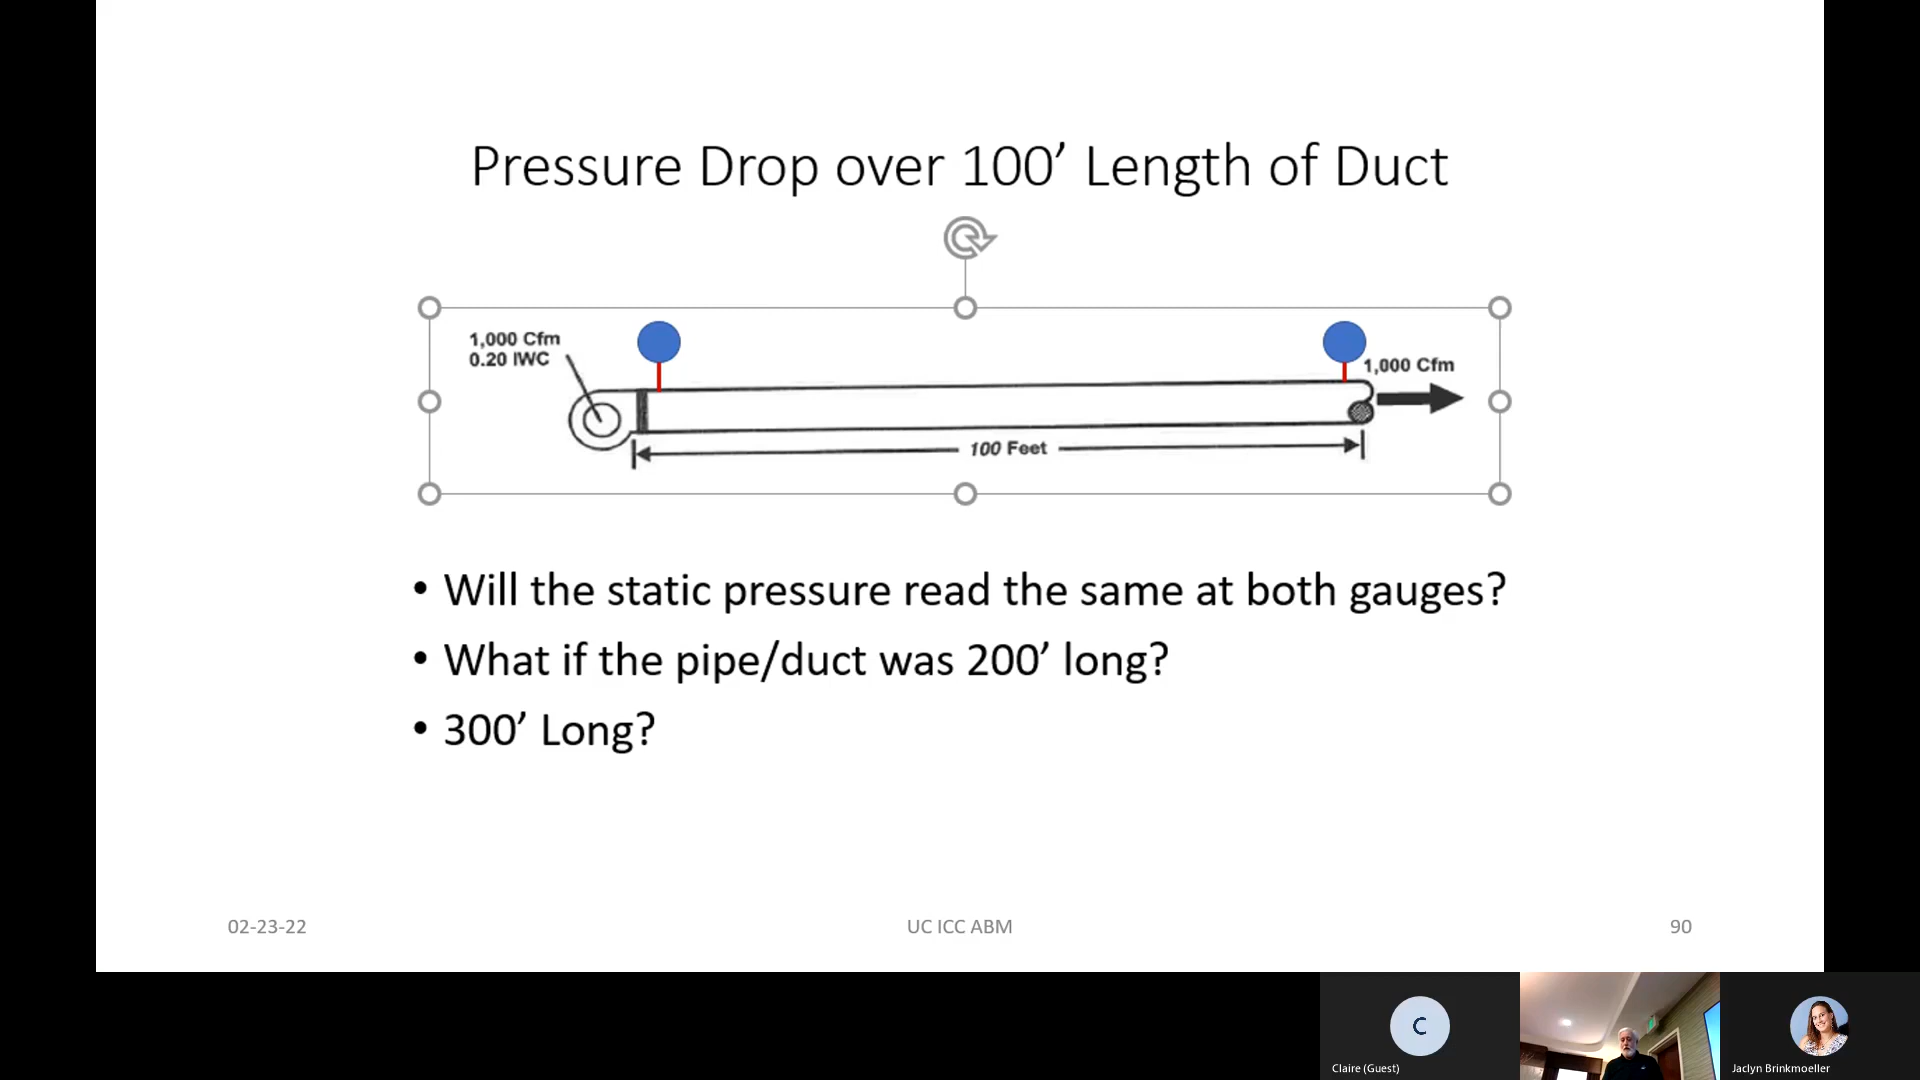 Pressure Drop over 100’ Length of Duct
1,000 Cfm
0.20 IWC
1,000 Cfm
100 Feet
• Will the static pressure read the same at both gauges?
• What if the pipe/duct was 200’ long?
• 300’ Long?
02-23-22
UC ICC ABM
90
C
Claire (Guest)
Jaclyn Brinkmoeller